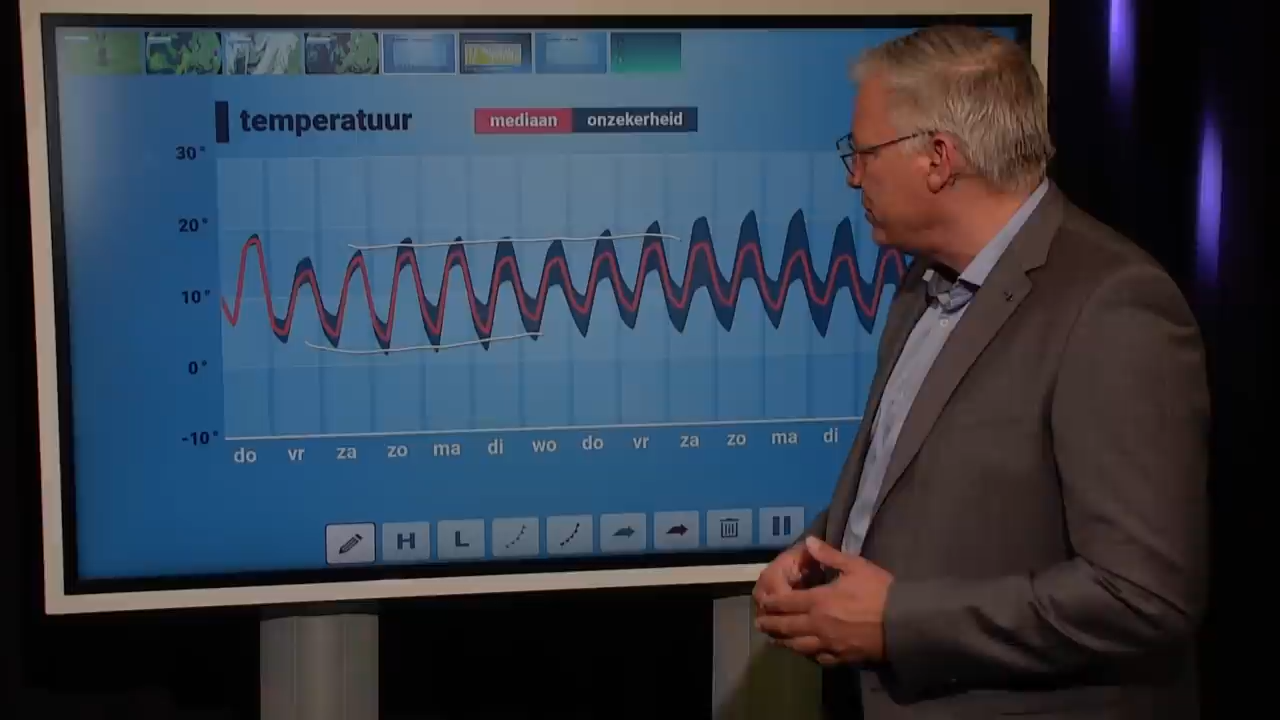 temperatuur
mediaan onzekerheid
30°
20°
10°
0°
-10°
do vr za zo ma di wo do vr za zo ma di
H L